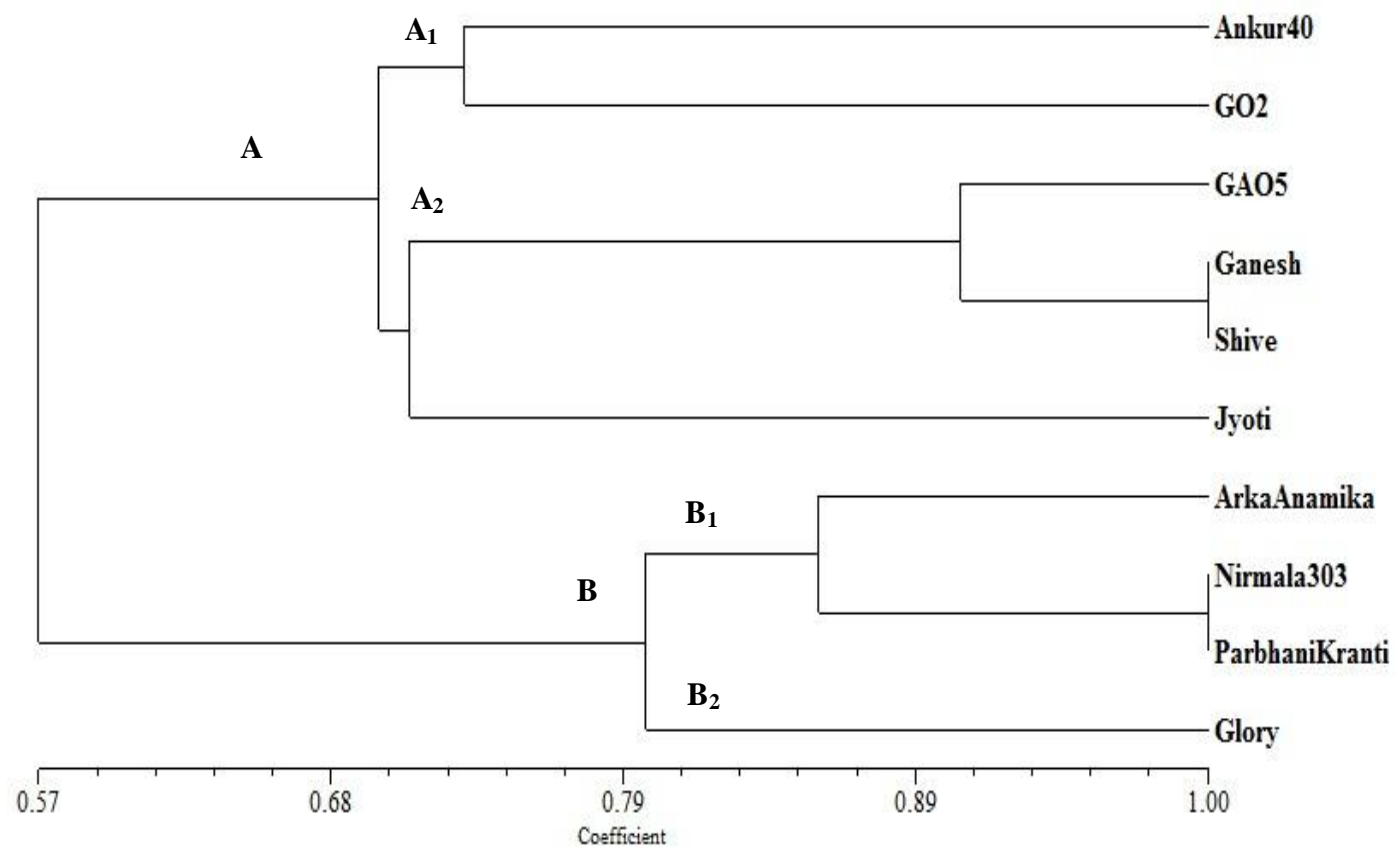 A₁
Ankur40
GO2
A
GAO5
A₂
Ganesh
Shive
Jyoti
ArkaAnamika
B₁
Nirmala303
B
ParbhaniKranti
B₂
Glory
0.57 0.68 0.79 0.89 1.00
Coefficient